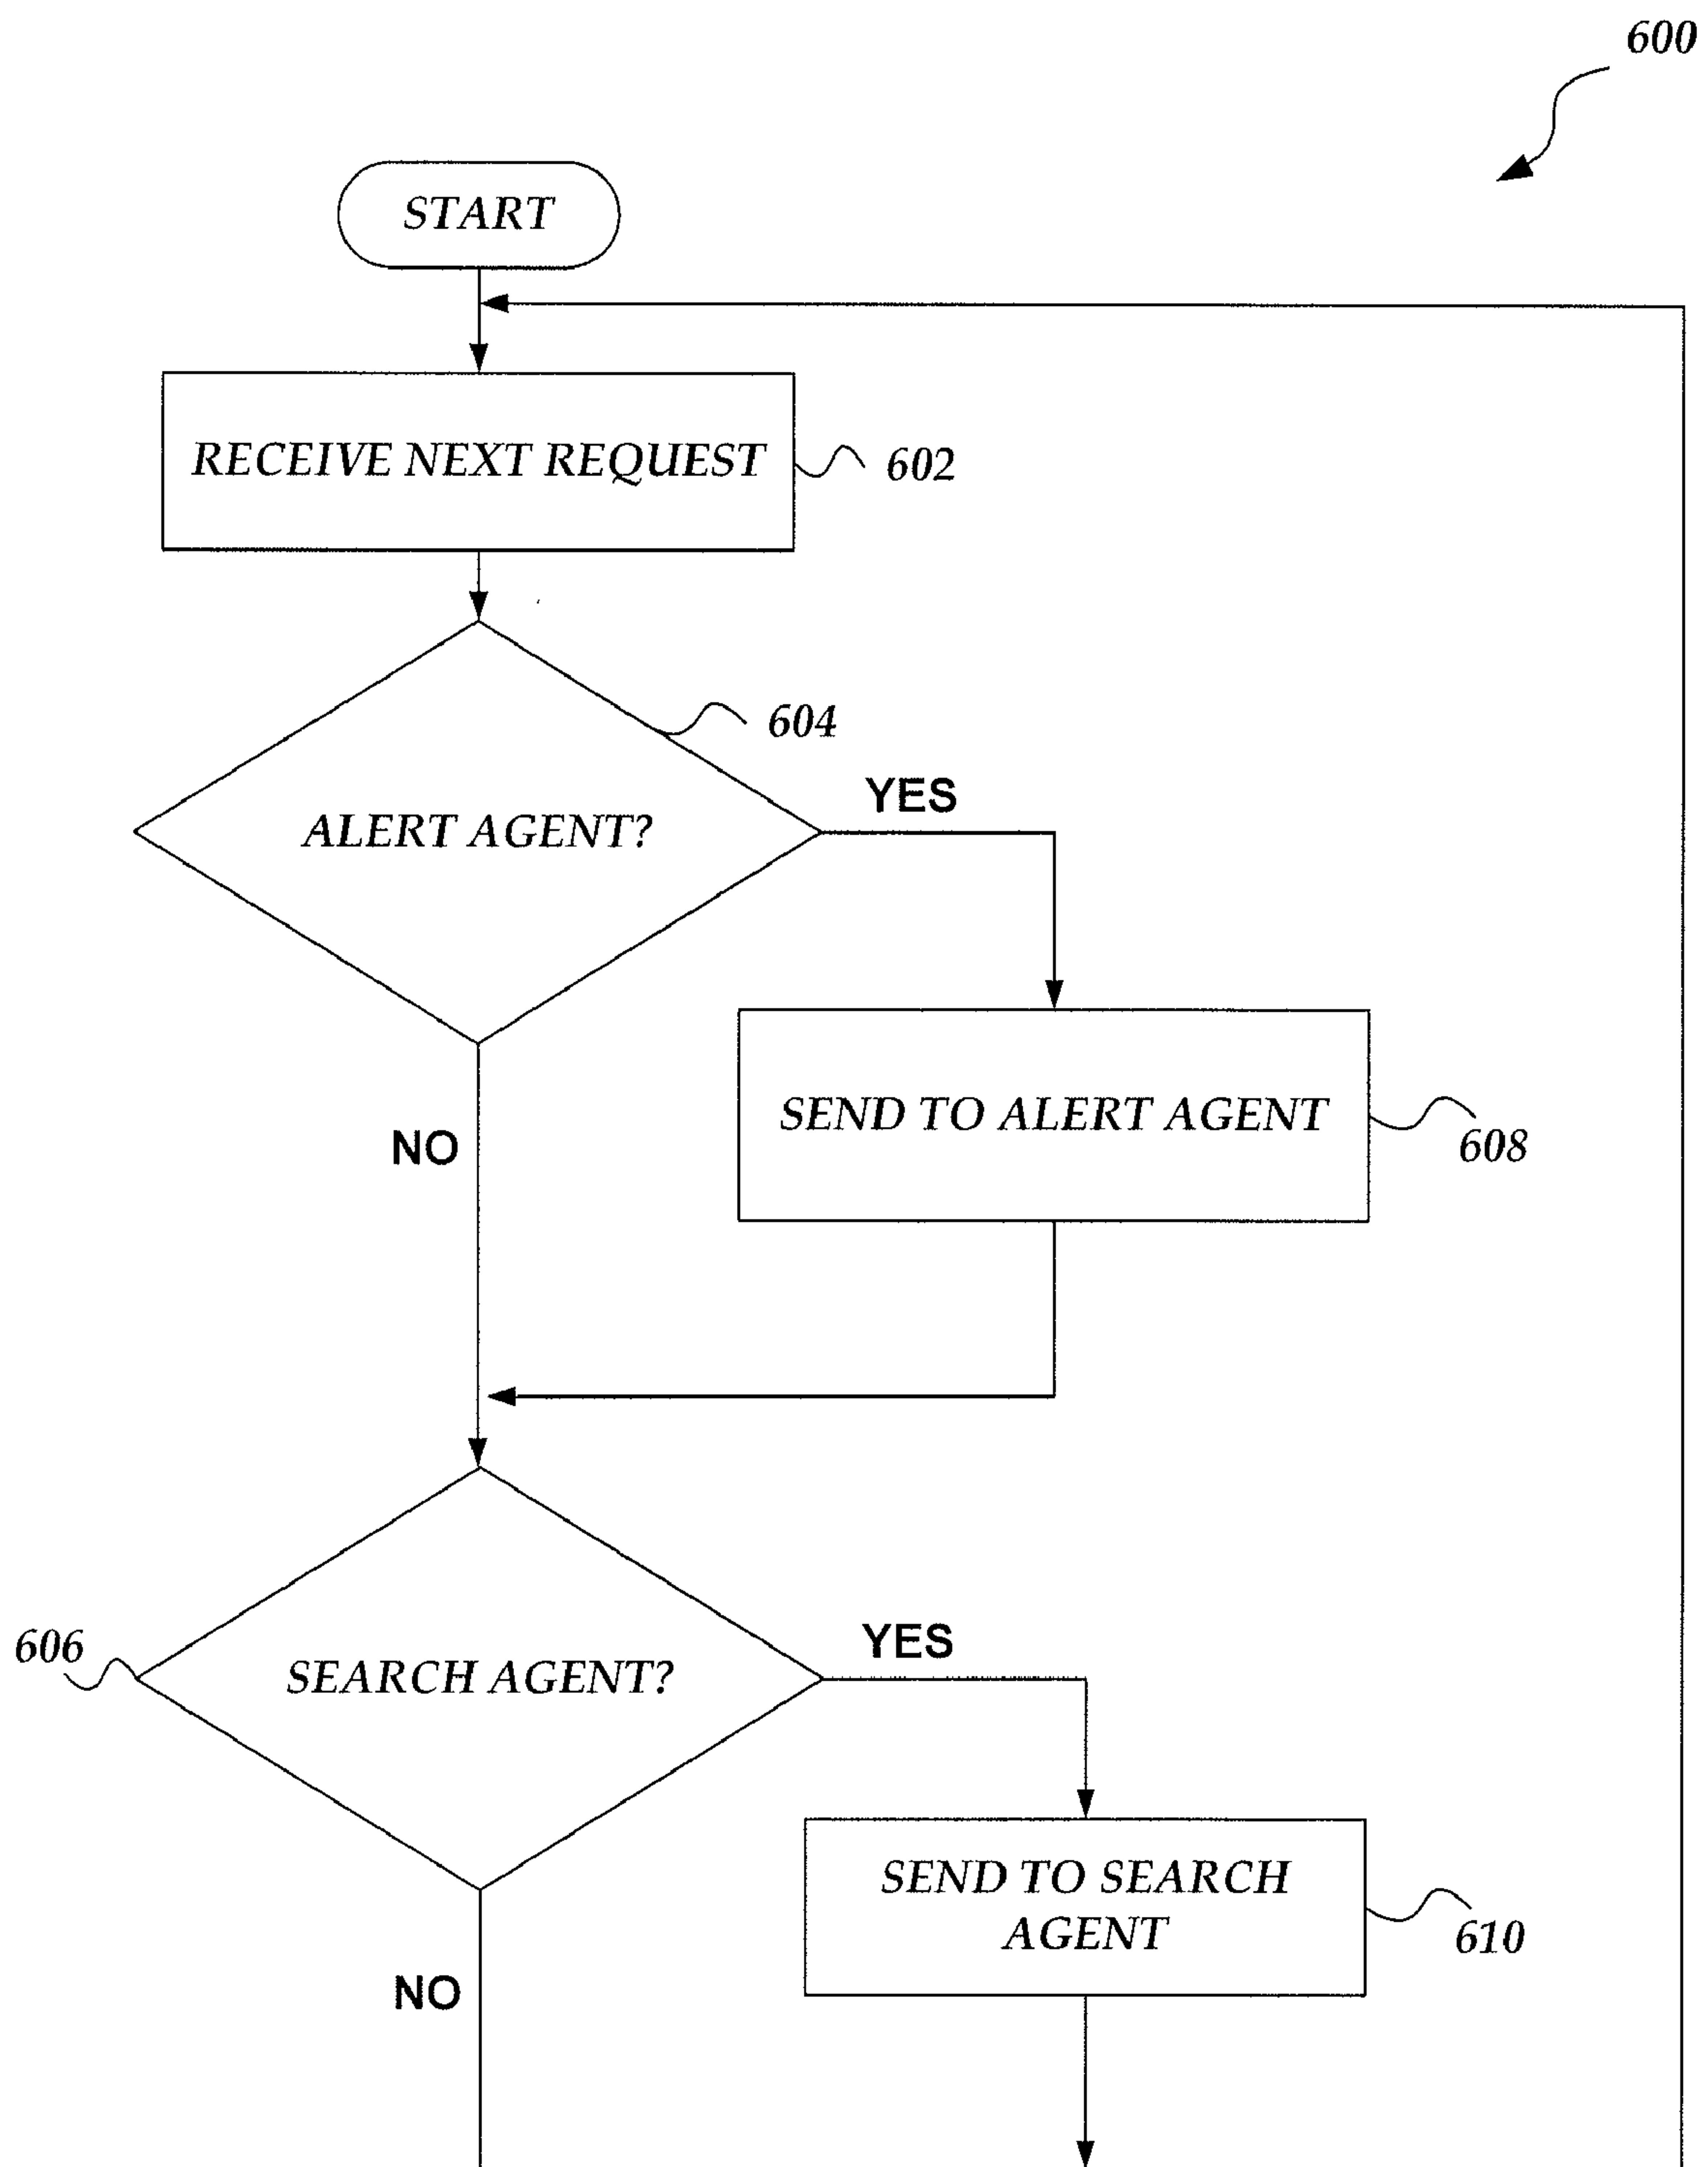 600
START
RECEIVE NEXT REQUEST
602
604
ALERT AGENT?
YES
SEND TO ALERT AGENT
608
NO
606
SEARCH AGENT?
YES
SEND TO SEARCH
AGENT
610
NO